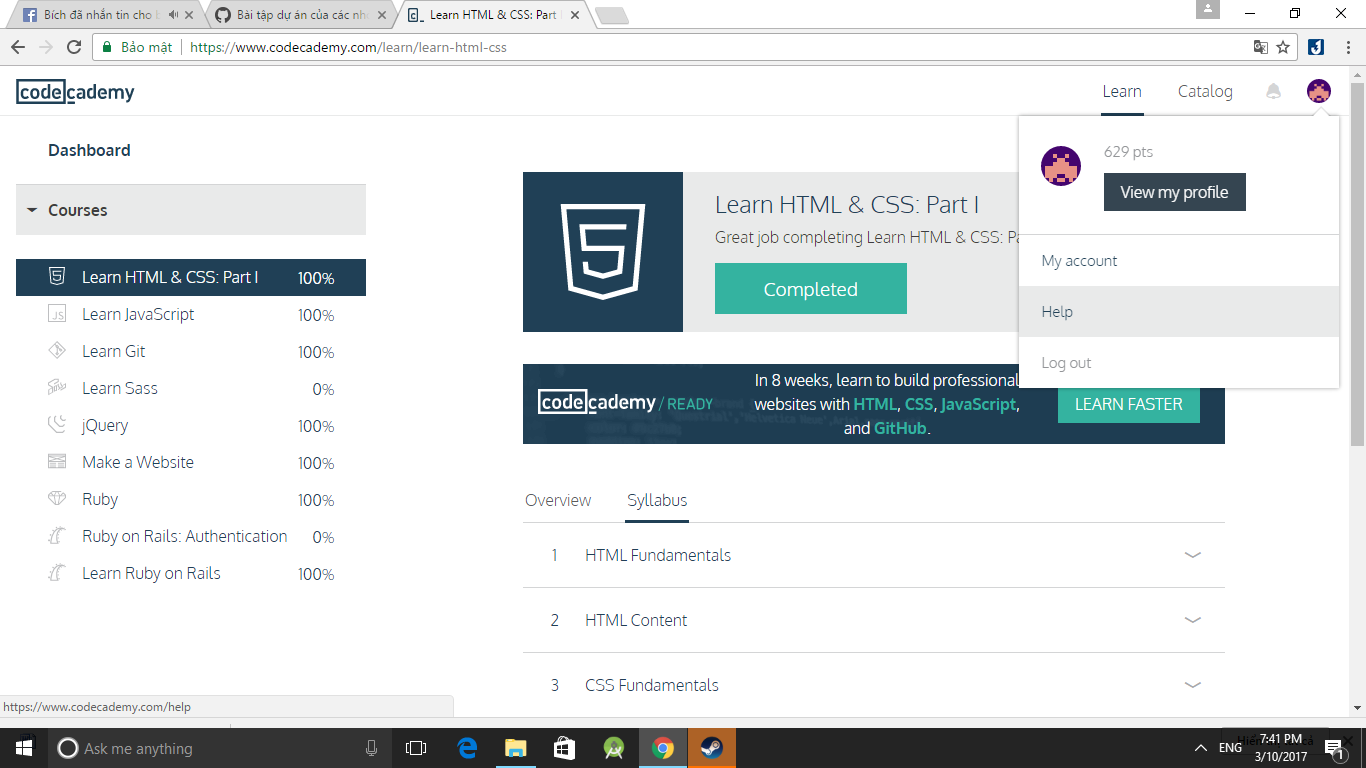 Bích đã nhắn tin cho b
Bài tập dự án của các nh
Learn HTML & CSS: Part
Bảo mật
https://www.codecademy.com/learn/learn-html-css
codecademy
Learn
Catalog
629 pts
View my profile
My account
Help
Log out
Dashboard
Courses
Learn HTML & CSS: Part I 100%
JS Learn JavaScript 100%
Learn Git 100%
Learn Sass 0%
jQuery 100%
Make a Website 100%
Ruby 100%
Ruby on Rails: Authentication 0%
Learn Ruby on Rails 100%
Learn HTML & CSS: Part I
Great job completing Learn HTML & CSS: Pa
Completed
codecademy / READY
In 8 weeks, learn to build professional
websites with HTML, CSS, JavaScript,
and GitHub.
LEARN FASTER
Overview
Syllabus
1 HTML Fundamentals
2 HTML Content
3 CSS Fundamentals
https://www.codecademy.com/help
Ask me anything
ENG
7:41 PM
3/10/2017
1